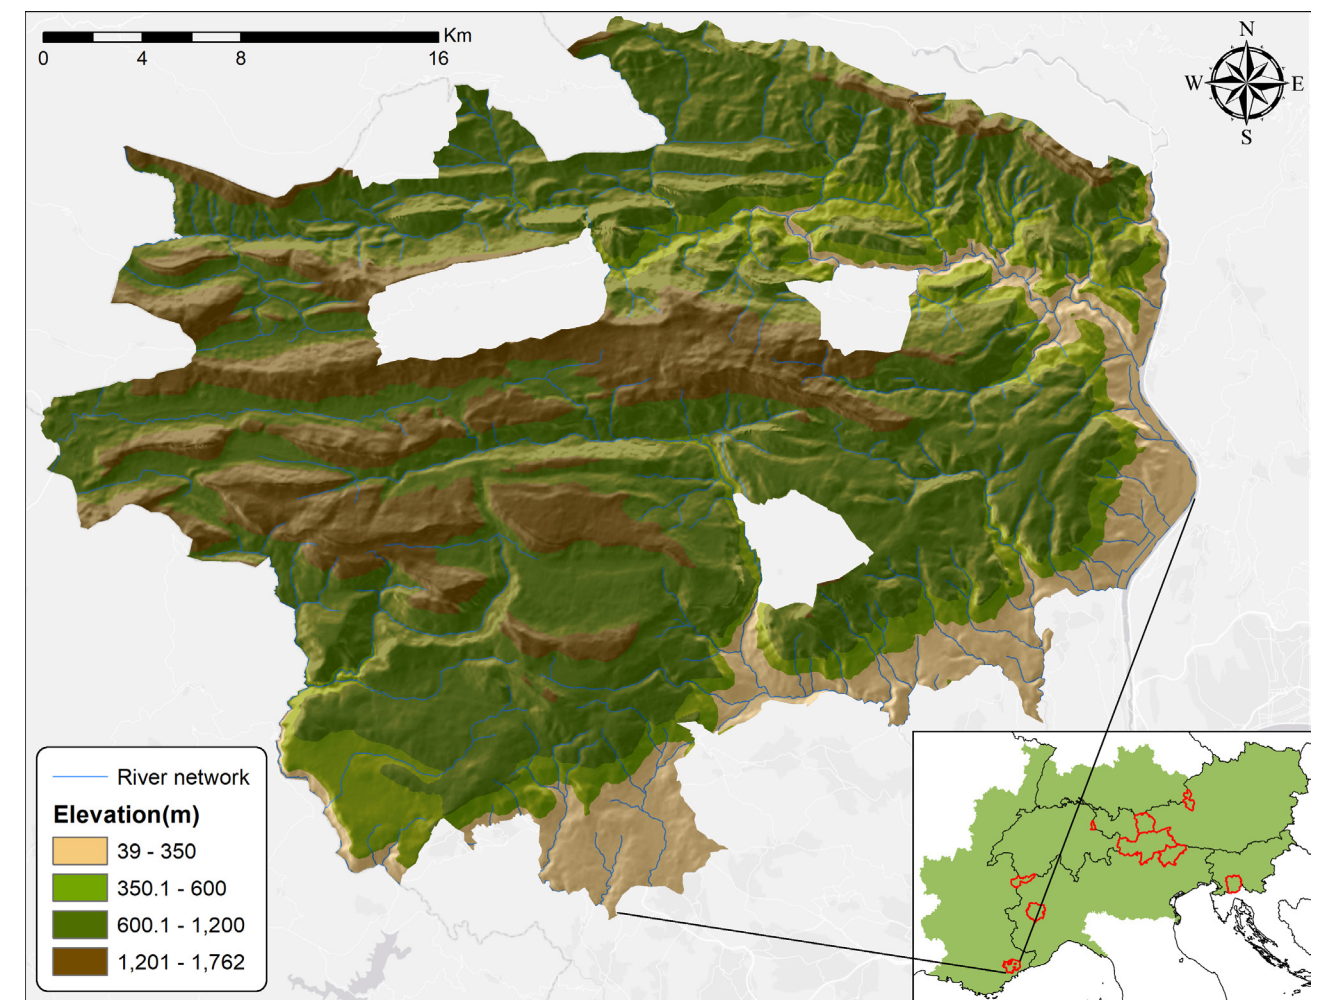 Km
0 4 8 16
N
W E
S
River network
Elevation(m)
39 - 350
350.1 - 600
600.1 - 1,200
1,201 - 1,762